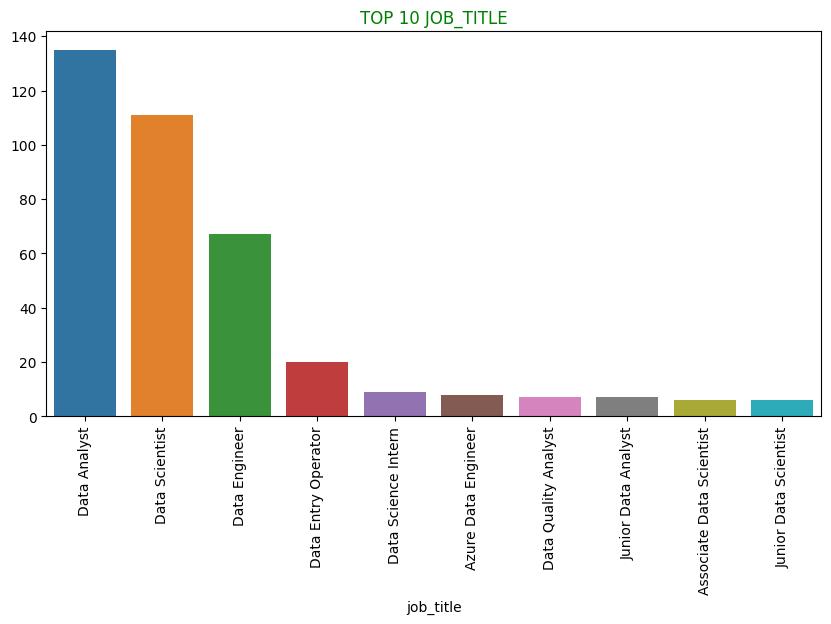 TOP 10 JOB_TITLE
140
120
100
80
60
40
20
0
Data Analyst
Data Scientist
Data Engineer
Data Entry Operator
Data Science Intern
Azure Data Engineer
Data Quality Analyst
Junior Data Analyst
Associate Data Scientist
Junior Data Scientist
job_title